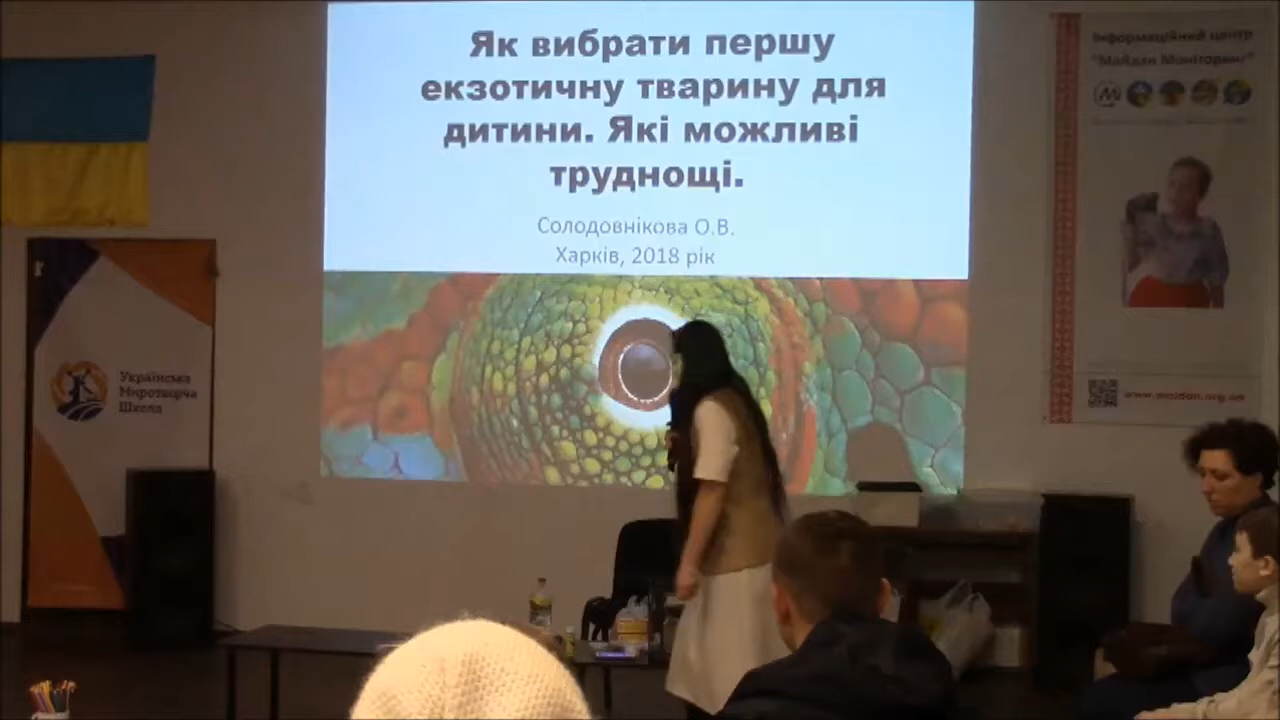 Як вибрати першу
екзотичну тварину для
дитини. Які можливі
труднощі.
Солодовнікова О.В.
Харків, 2018 рік
Інформаційний центр
"Майдан Моніторинг"
www.maidan.org.ua
Українська
Миротворча
Школа